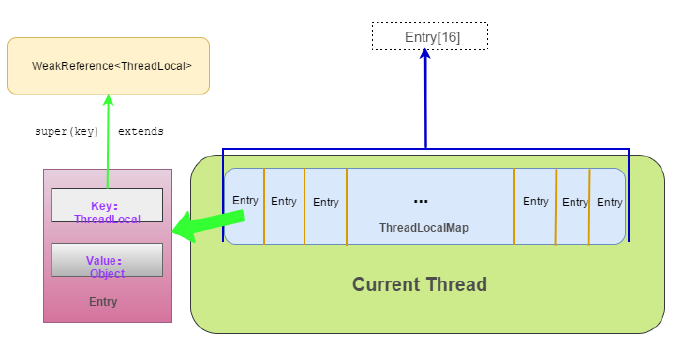 Entry[16]
WeakReference<ThreadLocal>
super(key) extends
Key:
ThreadLocal
Value:
Object
Entry
Entry Entry Entry ... Entry Entry Entry
ThreadLocalMap
Current Thread